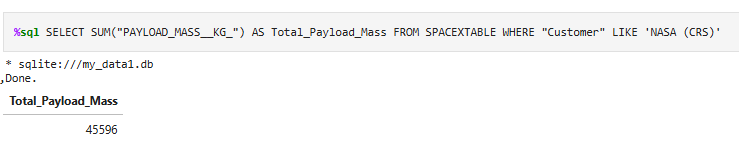 %sql SELECT SUM("PAYLOAD_MASS__KG_") AS Total_Payload_Mass FROM SPACEXTABLE WHERE "Customer" LIKE 'NASA (CRS)'
* sqlite:///my_data1.db
,Done.
Total_Payload_Mass
45596